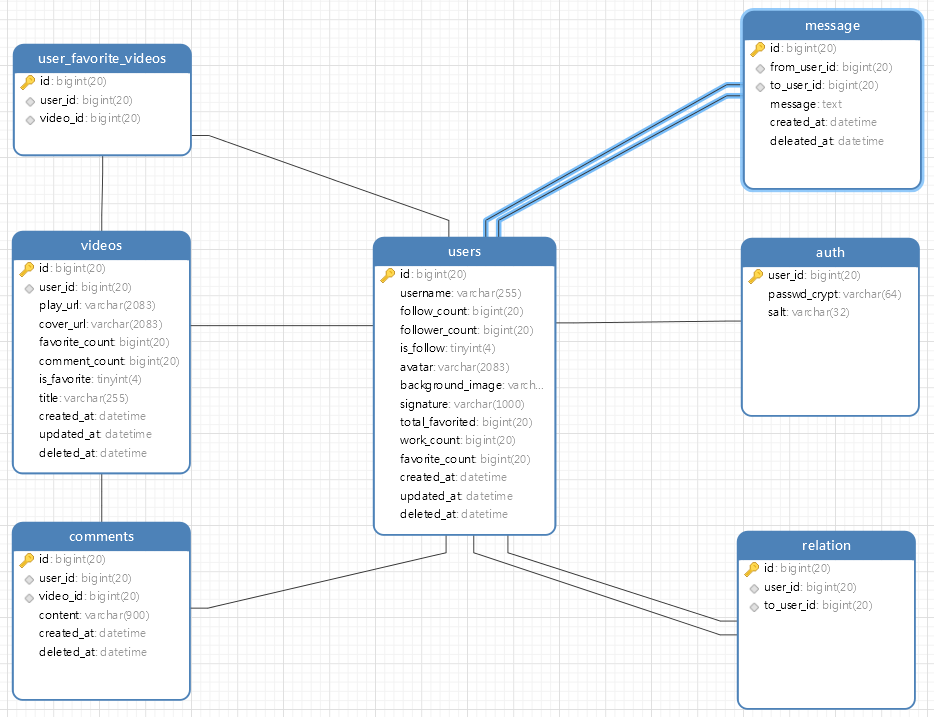 user_favorite_videos
id: bigint(20)
user_id: bigint(20)
video_id: bigint(20)
message
id: bigint(20)
from_user_id: bigint(20)
to_user_id: bigint(20)
message: text
created_at: datetime
deleated_at: datetime
videos
id: bigint(20)
user_id: bigint(20)
play_url: varchar(2083)
cover_url: varchar(2083)
favorite_count: bigint(20)
comment_count: bigint(20)
is_favorite: tinyint(4)
title: varchar(255)
created_at: datetime
updated_at: datetime
deleted_at: datetime
users
id: bigint(20)
username: varchar(255)
follow_count: bigint(20)
follower_count: bigint(20)
is_follow: tinyint(4)
avatar: varchar(2083)
background_image: varch...
signature: varchar(1000)
total_favorited: bigint(20)
work_count: bigint(20)
favorite_count: bigint(20)
created_at: datetime
updated_at: datetime
deleted_at: datetime
auth
user_id: bigint(20)
passwd_crypt: varchar(64)
salt: varchar(32)
comments
id: bigint(20)
user_id: bigint(20)
video_id: bigint(20)
content: varchar(900)
created_at: datetime
deleted_at: datetime
relation
id: bigint(20)
user_id: bigint(20)
to_user_id: bigint(20)